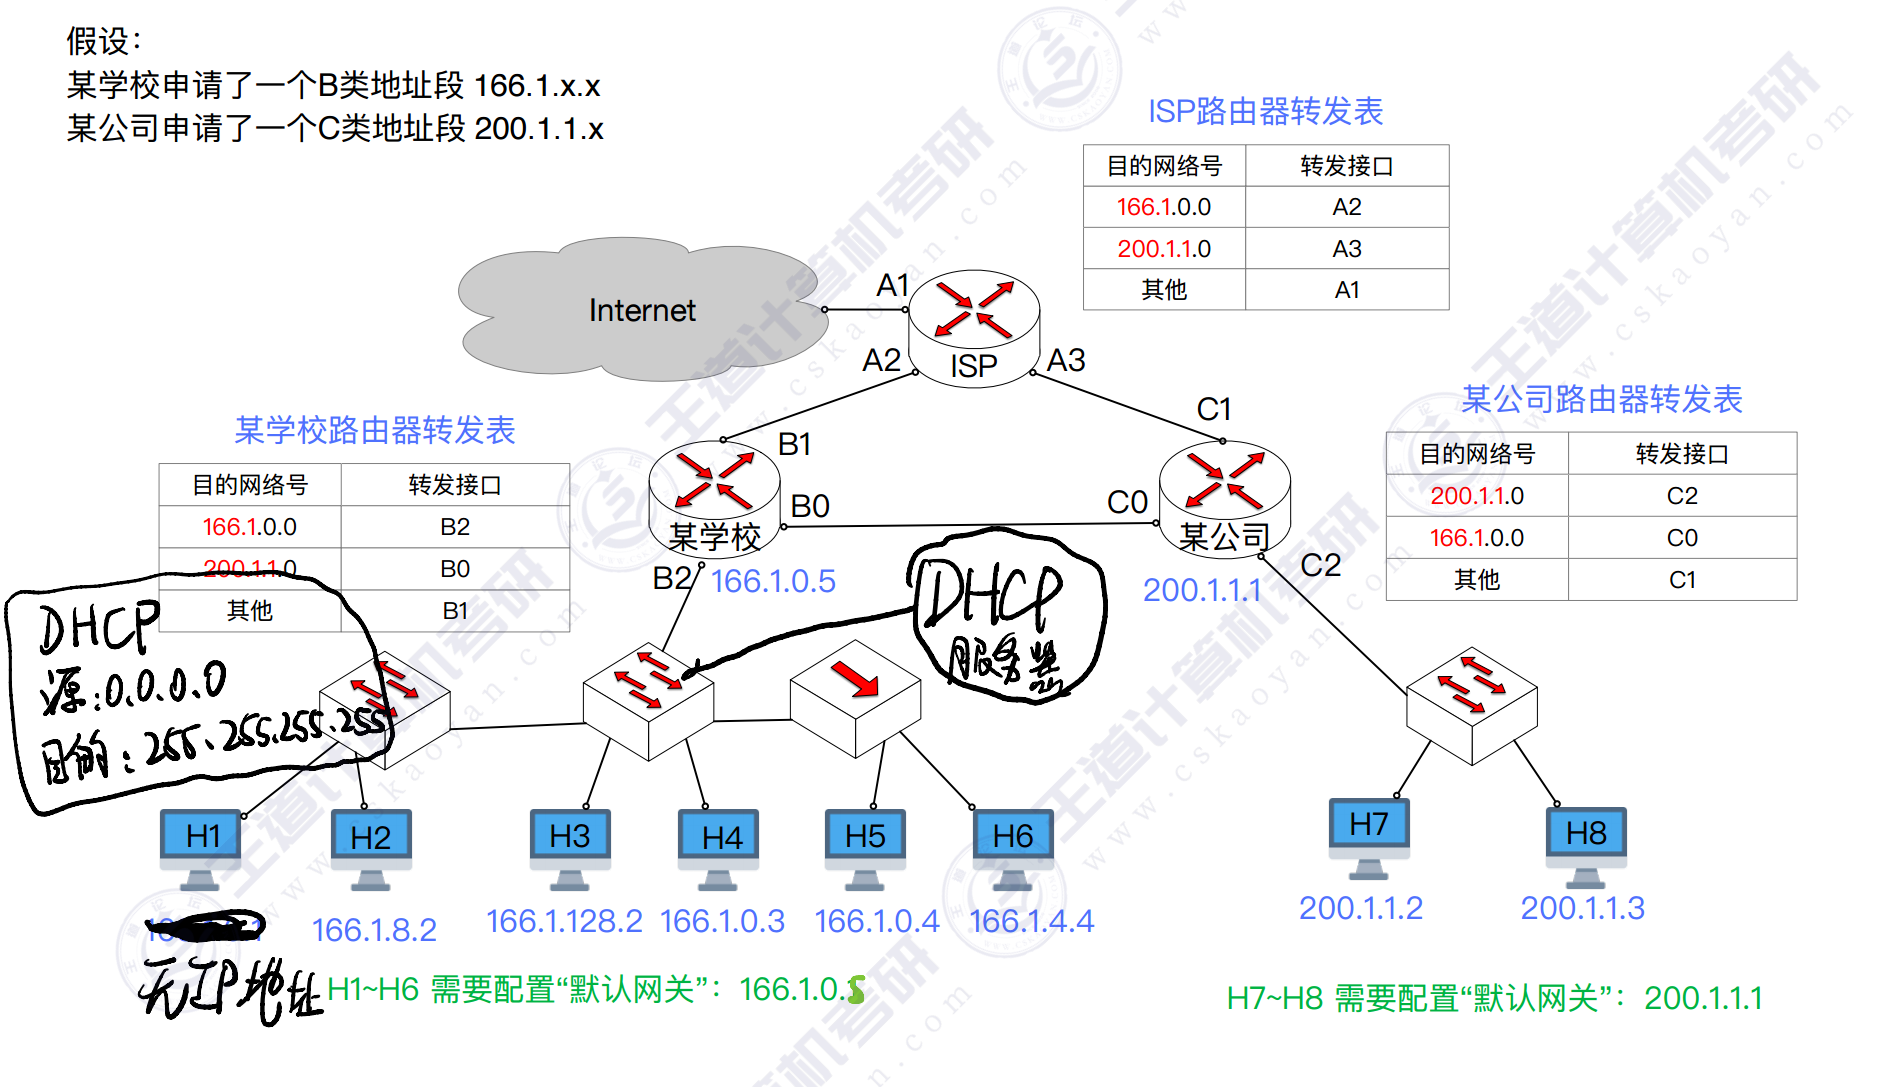 假设：
某学校申请了一个B类地址段 166.1.x.x
某公司申请了一个C类地址段 200.1.1.x
ISP路由器转发表
目的网络号 转发接口
166.1.0.0 A2
200.1.1.0 A3
其他 A1
Internet
A1
ISP
A2
A3
某学校路由器转发表
目的网络号 转发接口
166.1.0.0 B2
200.1.1.0 B0
其他 B1
B1
B0
某学校
B2
166.1.0.5
C1
C0
某公司
C2
200.1.1.1
某公司路由器转发表
目的网络号 转发接口
200.1.1.0 C2
166.1.0.0 C0
其他 C1
DHCP
源:0.0.0.0
目的:255.255.255.255
DHCP
服务器
H1
H2
H3
H4
H5
H6
H7
H8
166.1.8.2
166.1.128.2
166.1.0.3
166.1.0.4
166.1.4.4
200.1.1.2
200.1.1.3
无IP地址
H1~H6 需要配置“默认网关”：166.1.0.5
H7~H8 需要配置“默认网关”：200.1.1.1
王道计算机考研
www.cskaoyan.com